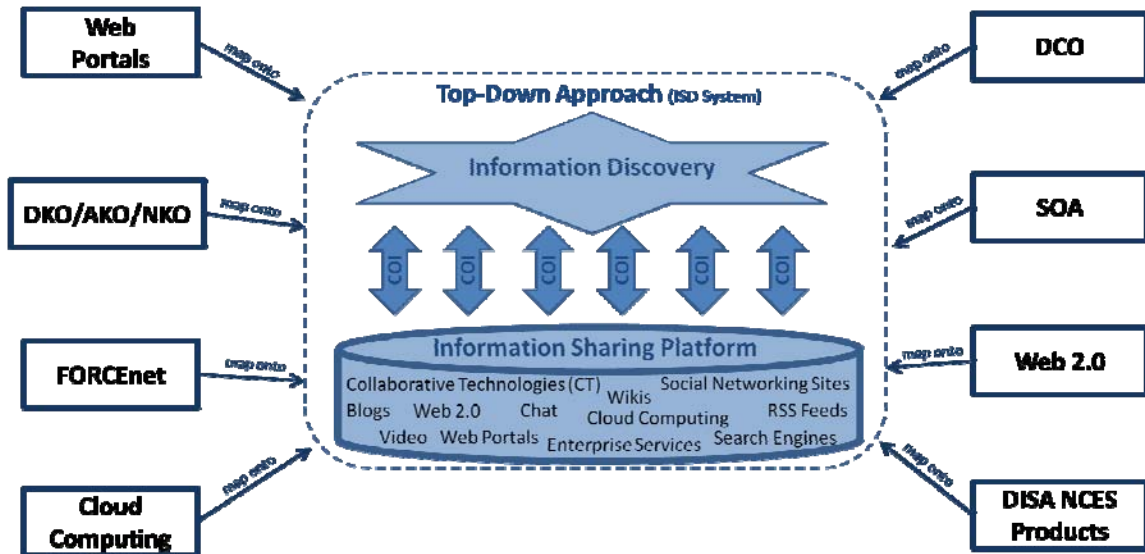 Web
Portals
map onto
DKO/AKO/NKO
map onto
FORCEnet
map onto
Cloud
Computing
map onto
Top-Down Approach (ISD System)
Information Discovery
COI COI COI COI COI COI
Information Sharing Platform
Collaborative Technologies (CT) Social Networking Sites
Wikis
Blogs Web 2.0 Chat Cloud Computing RSS Feeds
Video Web Portals Enterprise Services Search Engines
DCO
map onto
SOA
map onto
Web 2.0
map onto
DISA NCES
Products
map onto